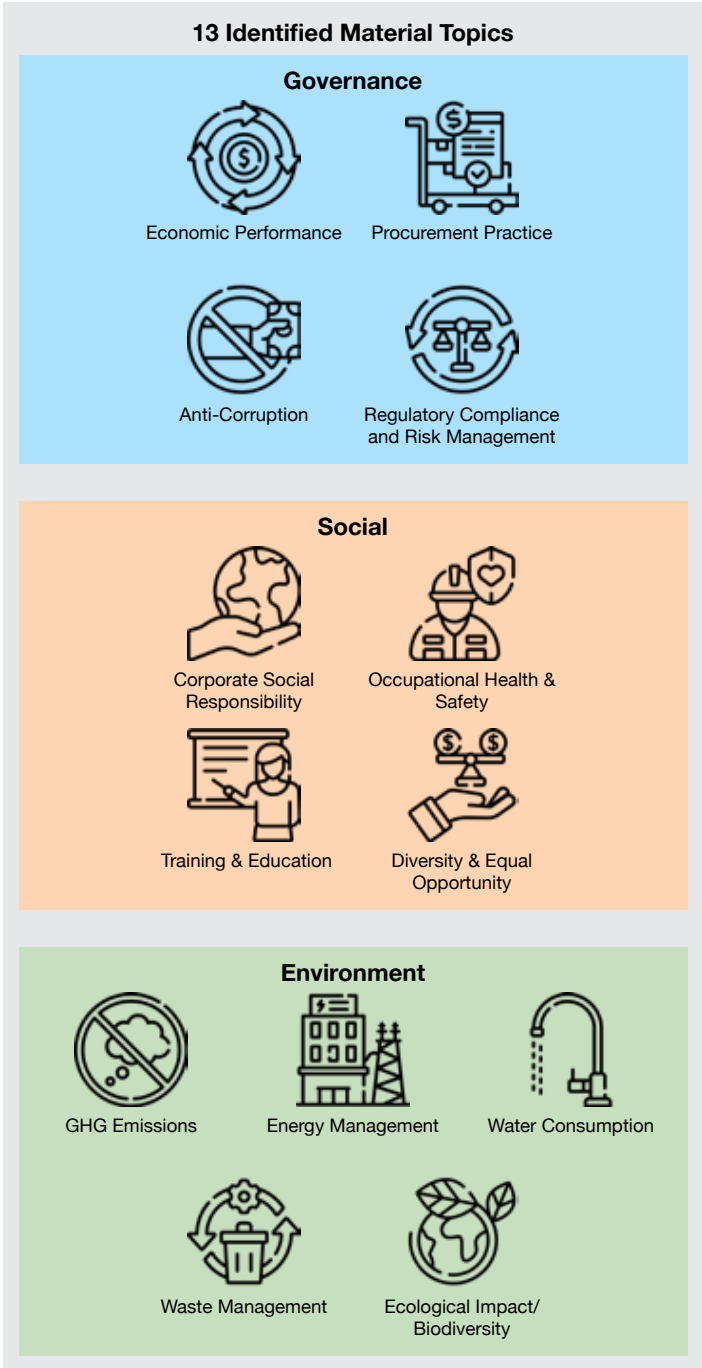 13 Identified Material Topics
Governance
$
$
Economic Performance
Procurement Practice
Anti-Corruption
Regulatory Compliance
and Risk Management
Social
Corporate Social
Responsibility
Occupational Health &
Safety
$ $
Training & Education
Diversity & Equal
Opportunity
Environment
GHG Emissions
Energy Management
Water Consumption
Waste Management
Ecological Impact/
Biodiversity